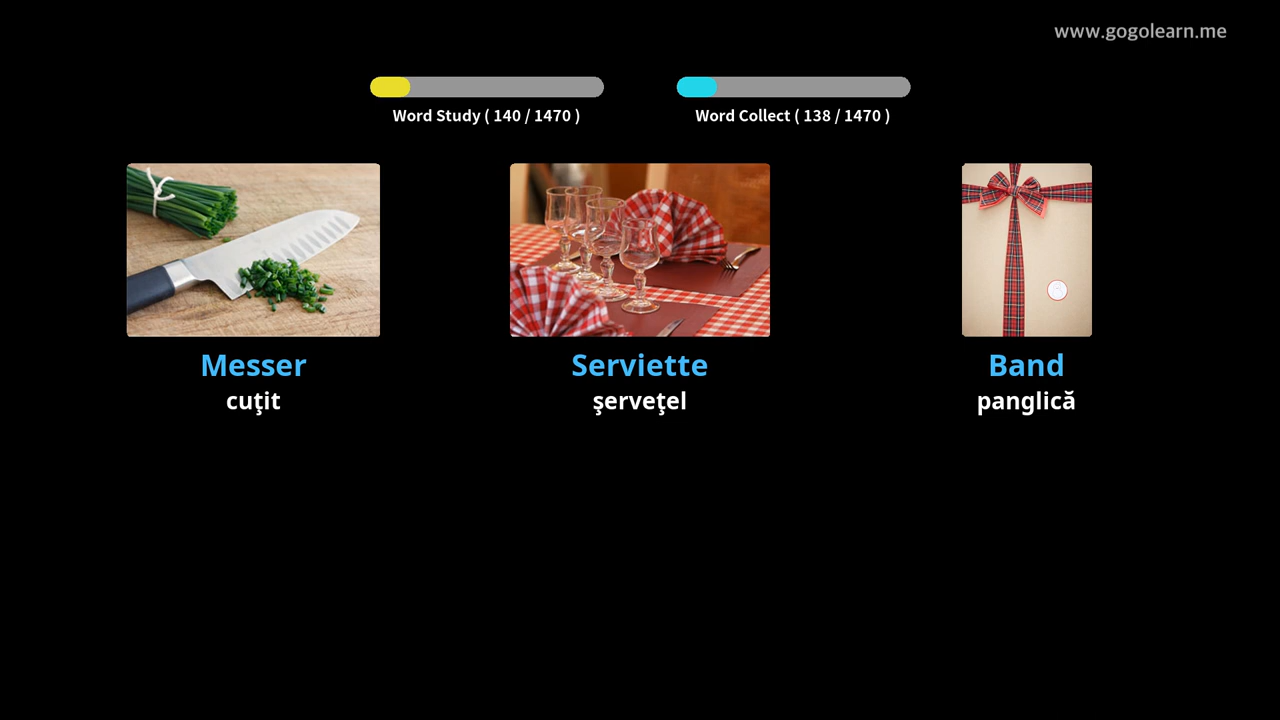 www.gogolearn.me
Word Study ( 140 / 1470 )
Word Collect ( 138 / 1470 )
Messer
cuţit
Serviette
şerveţel
Band
panglică